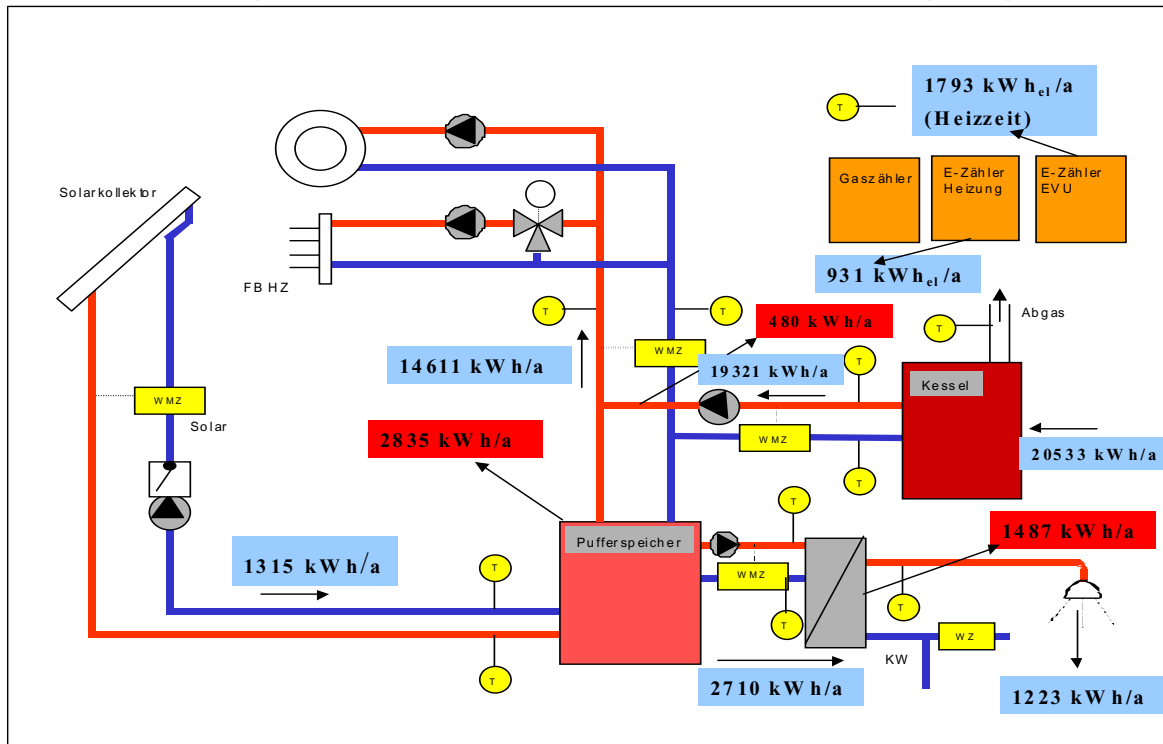 1793 kWh_el/a
(Heizzeit)
T
Gaszähler
E-Zähler
Heizung
E-Zähler
EVU
Solarkollektor
FB HZ
931 kWh_el/a
T
T
T
Abgas
480 kWh/a
14611 kWh/a
WMZ
19321 kWh/a
T
Kessel
WMZ
Solar
2835 kWh/a
WMZ
20533 kWh/a
T
T
Pufferspeicher
1487 kWh/a
1315 kWh/a
T
WMZ
T
T
WZ
KW
T
2710 kWh/a
1223 kWh/a